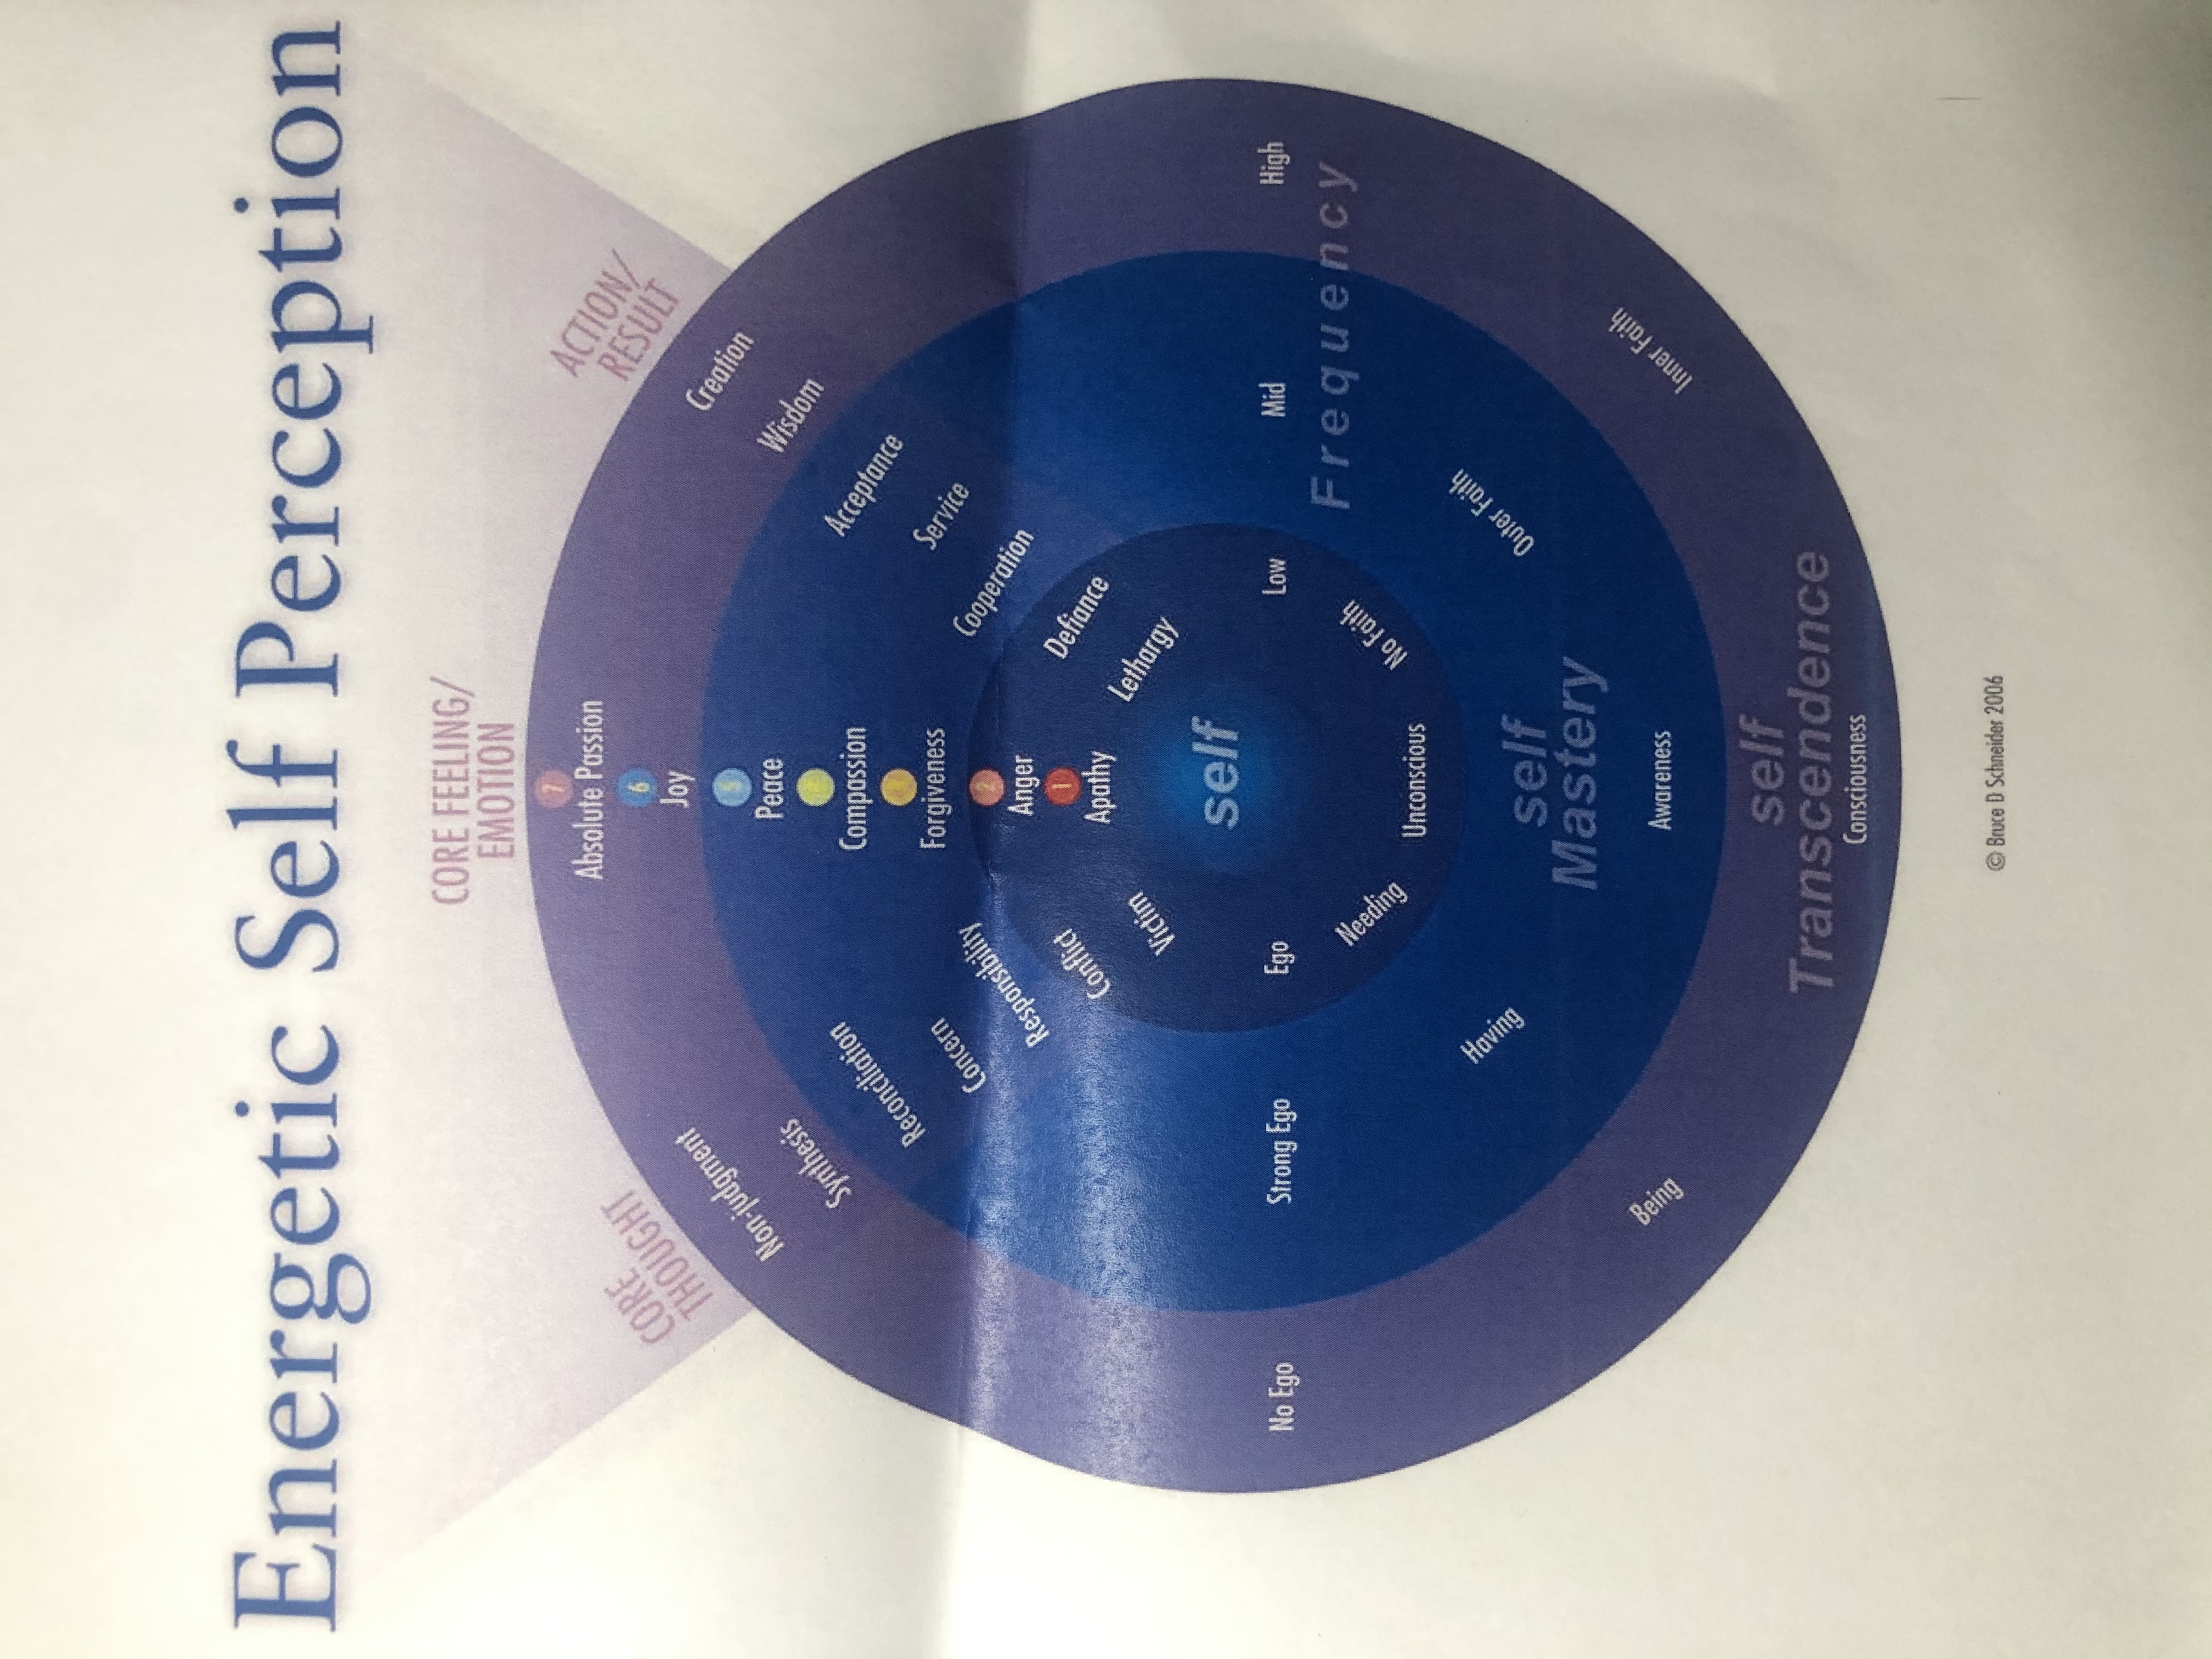 Energetic Self Perception
CORE FEELING/
EMOTION
CORE
THOUGHT
ACTION/
RESULT
7
Absolute Passion
6
Joy
Non-judgment
Creation
5
Peace
Synthesis
Wisdom
Compassion
Reconciliation
Acceptance
Forgiveness
Concern
Service
2
Anger
Responsibility
Cooperation
1
Apathy
Conflict
Defiance
Victim
Lethargy
self
No Ego
Strong Ego
Ego
Low
Mid
High
Frequency
Needing
Unconscious
No Faith
Having
Outer Faith
self
Mastery
Awareness
Being
Inner Faith
self
Transcendence
Consciousness
© Bruce D Schneider 2006